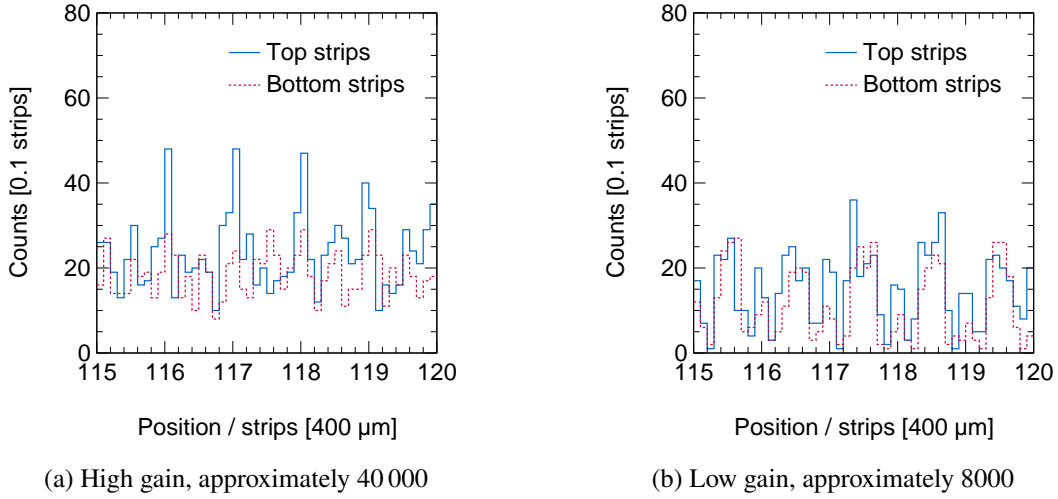 80
60
40
20
0
Counts [0.1 strips]
Top strips
Bottom strips
115 116 117 118 119 120
Position / strips [400 µm]
(a) High gain, approximately 40 000
80
60
40
20
0
Counts [0.1 strips]
Top strips
Bottom strips
115 116 117 118 119 120
Position / strips [400 µm]
(b) Low gain, approximately 8000